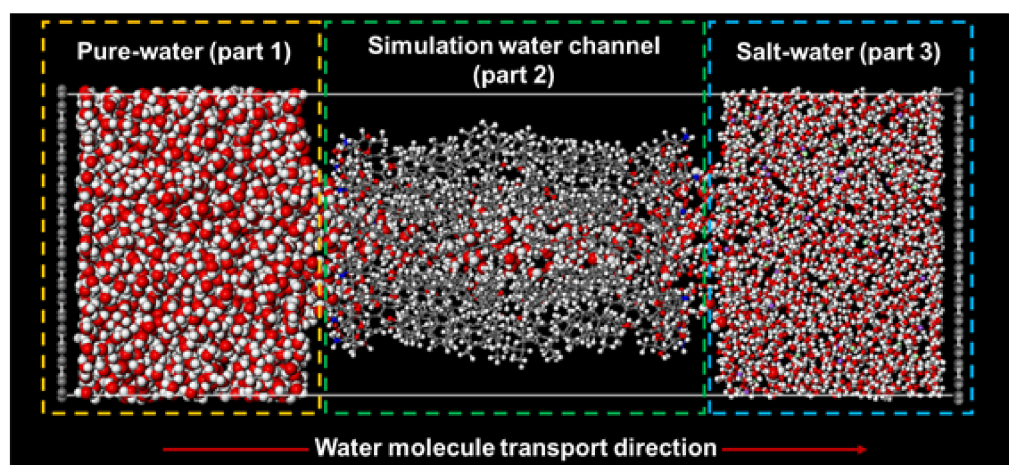 Pure-water (part 1)
Simulation water channel
(part 2)
Salt-water (part 3)
Water molecule transport direction